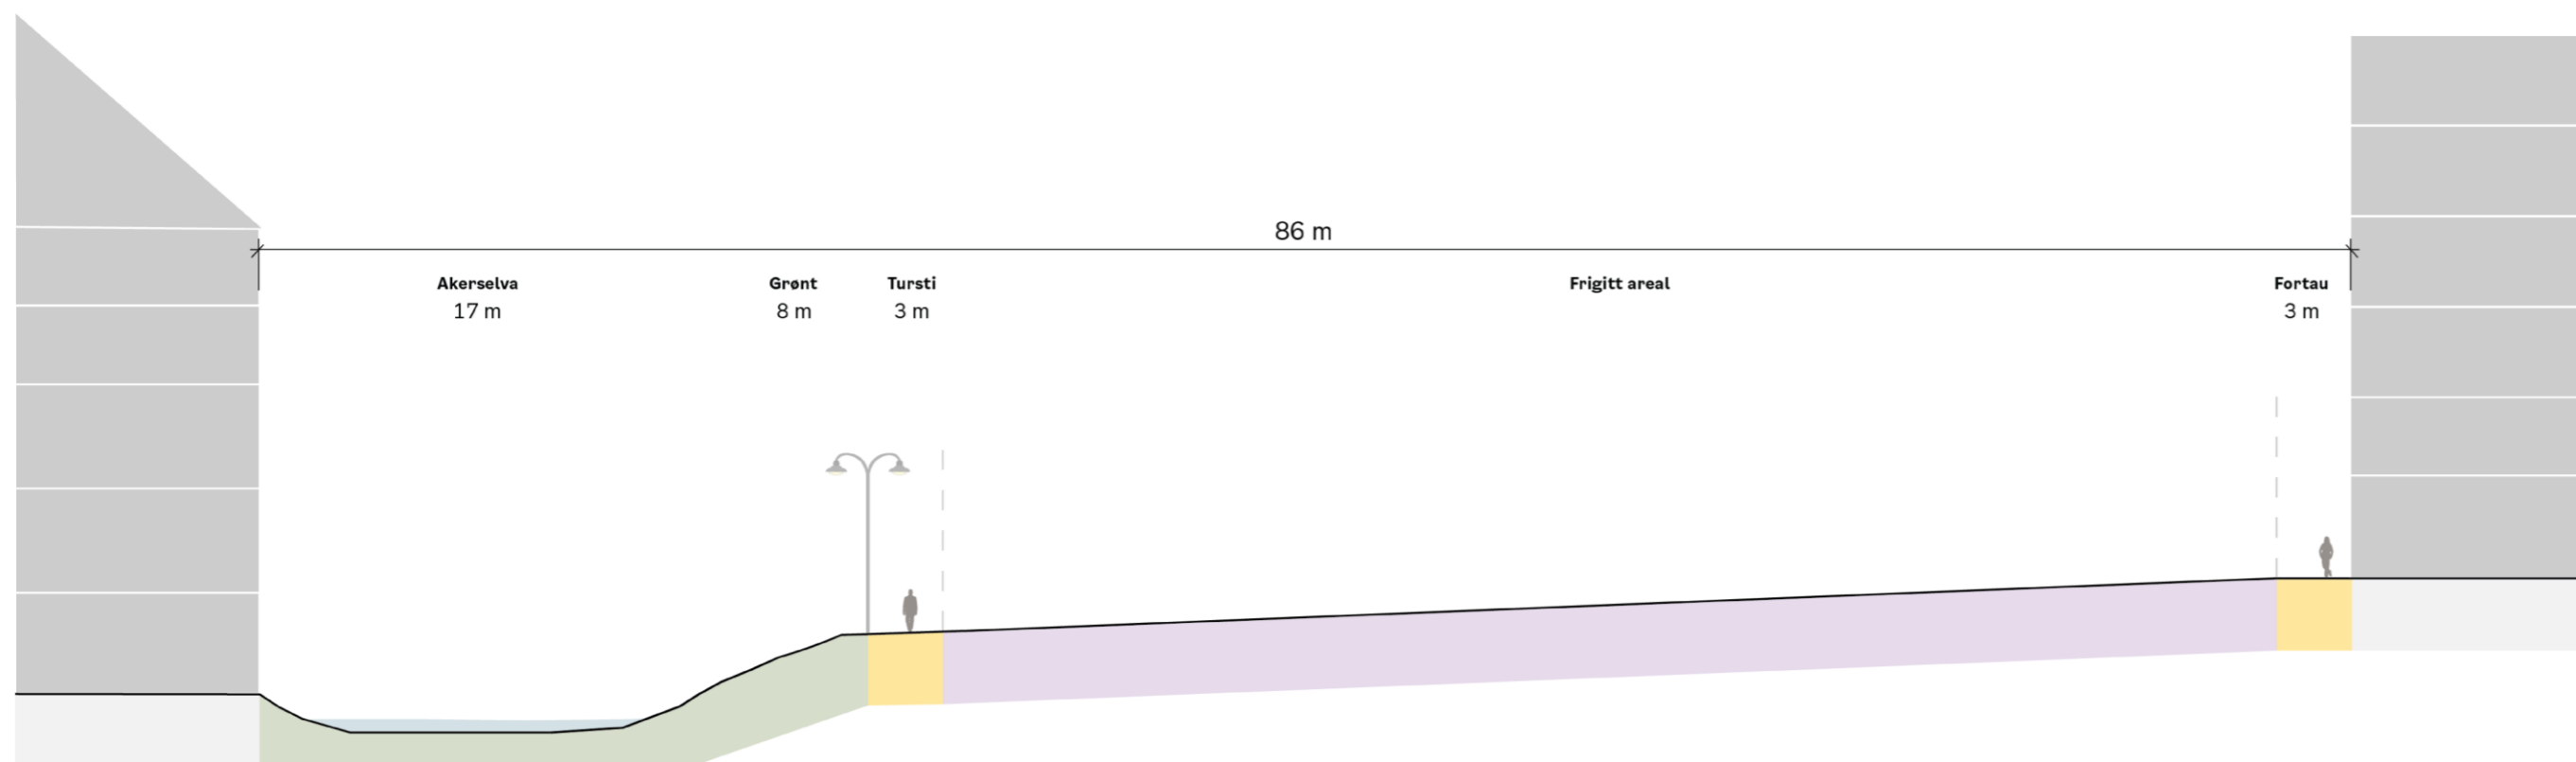 86 m
Akerselva
17 m
Grønt
8 m
Tursti
3 m
Frigitt areal
Fortau
3 m